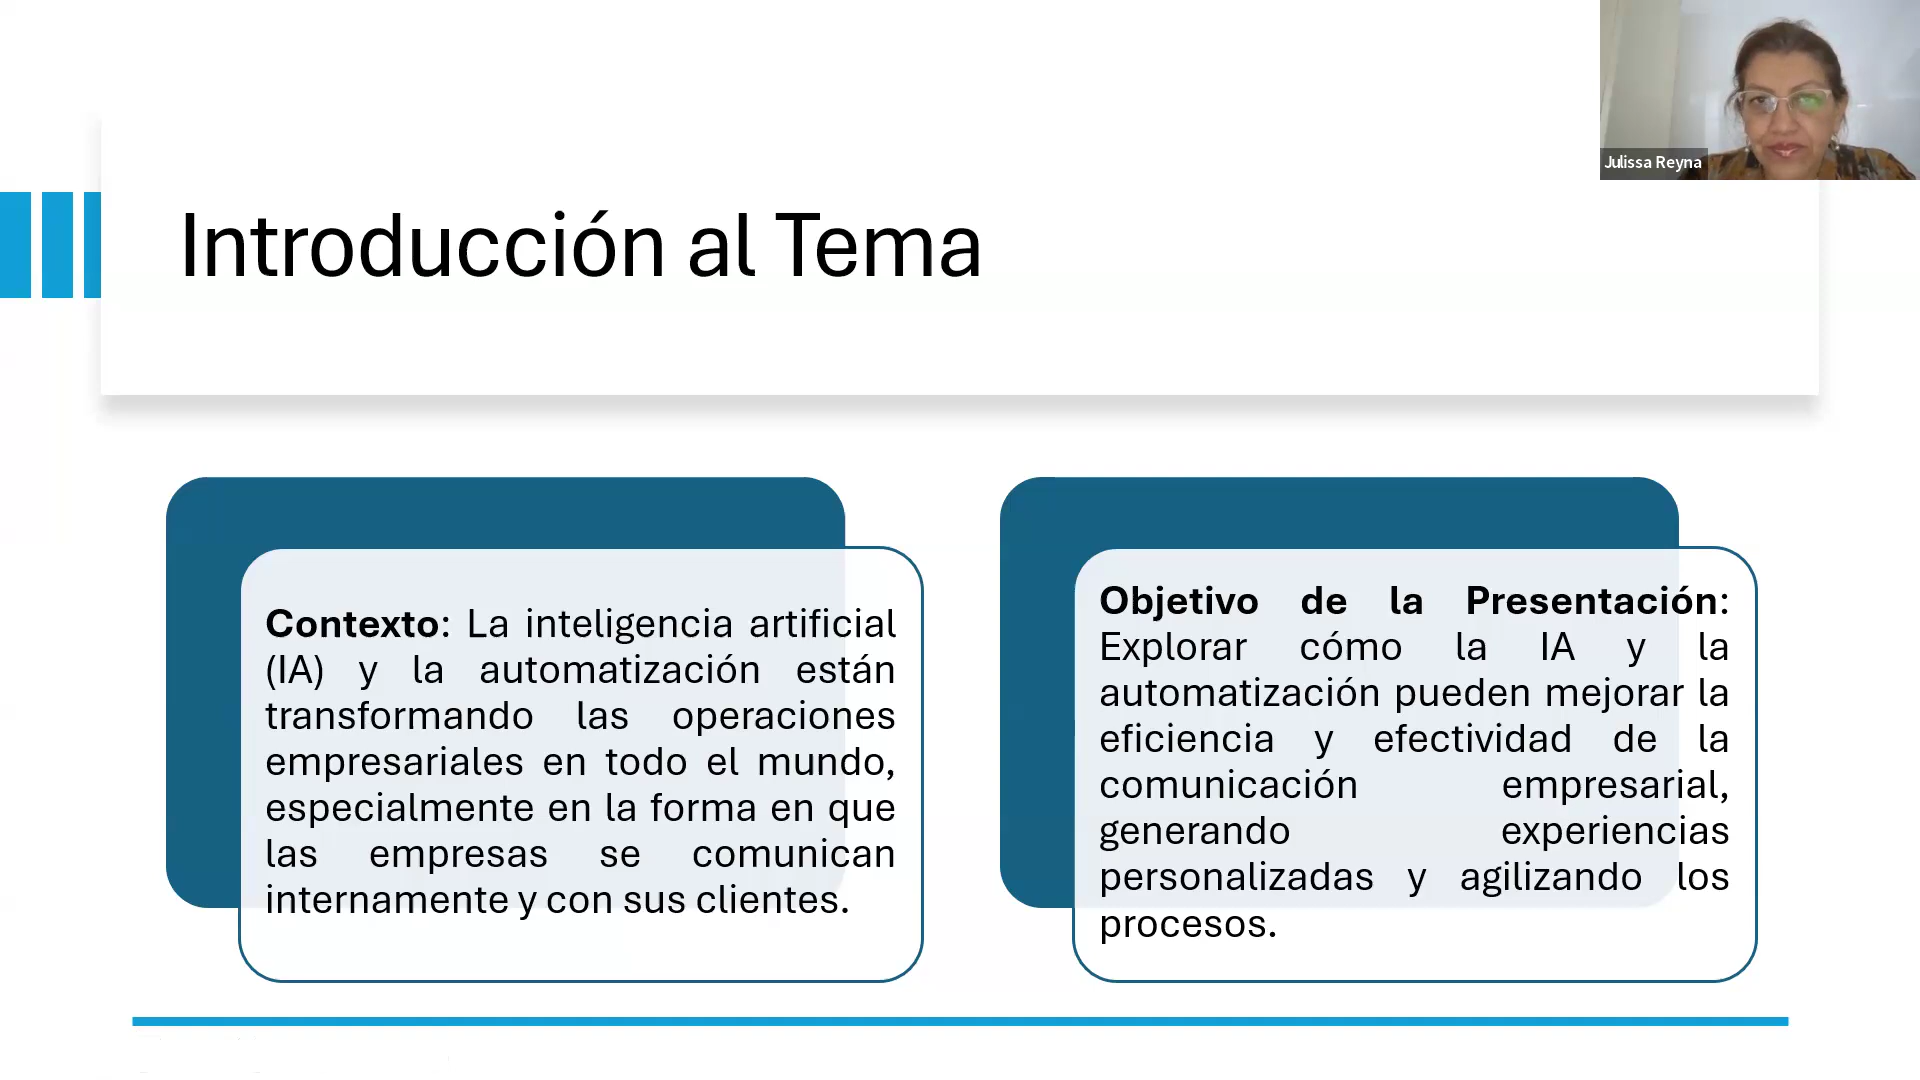 Julissa Reyna
Introducción al Tema
Contexto: La inteligencia artificial
(IA) y la automatización están
transformando las operaciones
empresariales en todo el mundo,
especialmente en la forma en que
las empresas se comunican
internamente y con sus clientes.
Objetivo de la Presentación:
Explorar cómo la IA y la
automatización pueden mejorar la
eficiencia y efectividad de la
comunicación empresarial,
generando experiencias
personalizadas y agilizando los
procesos.